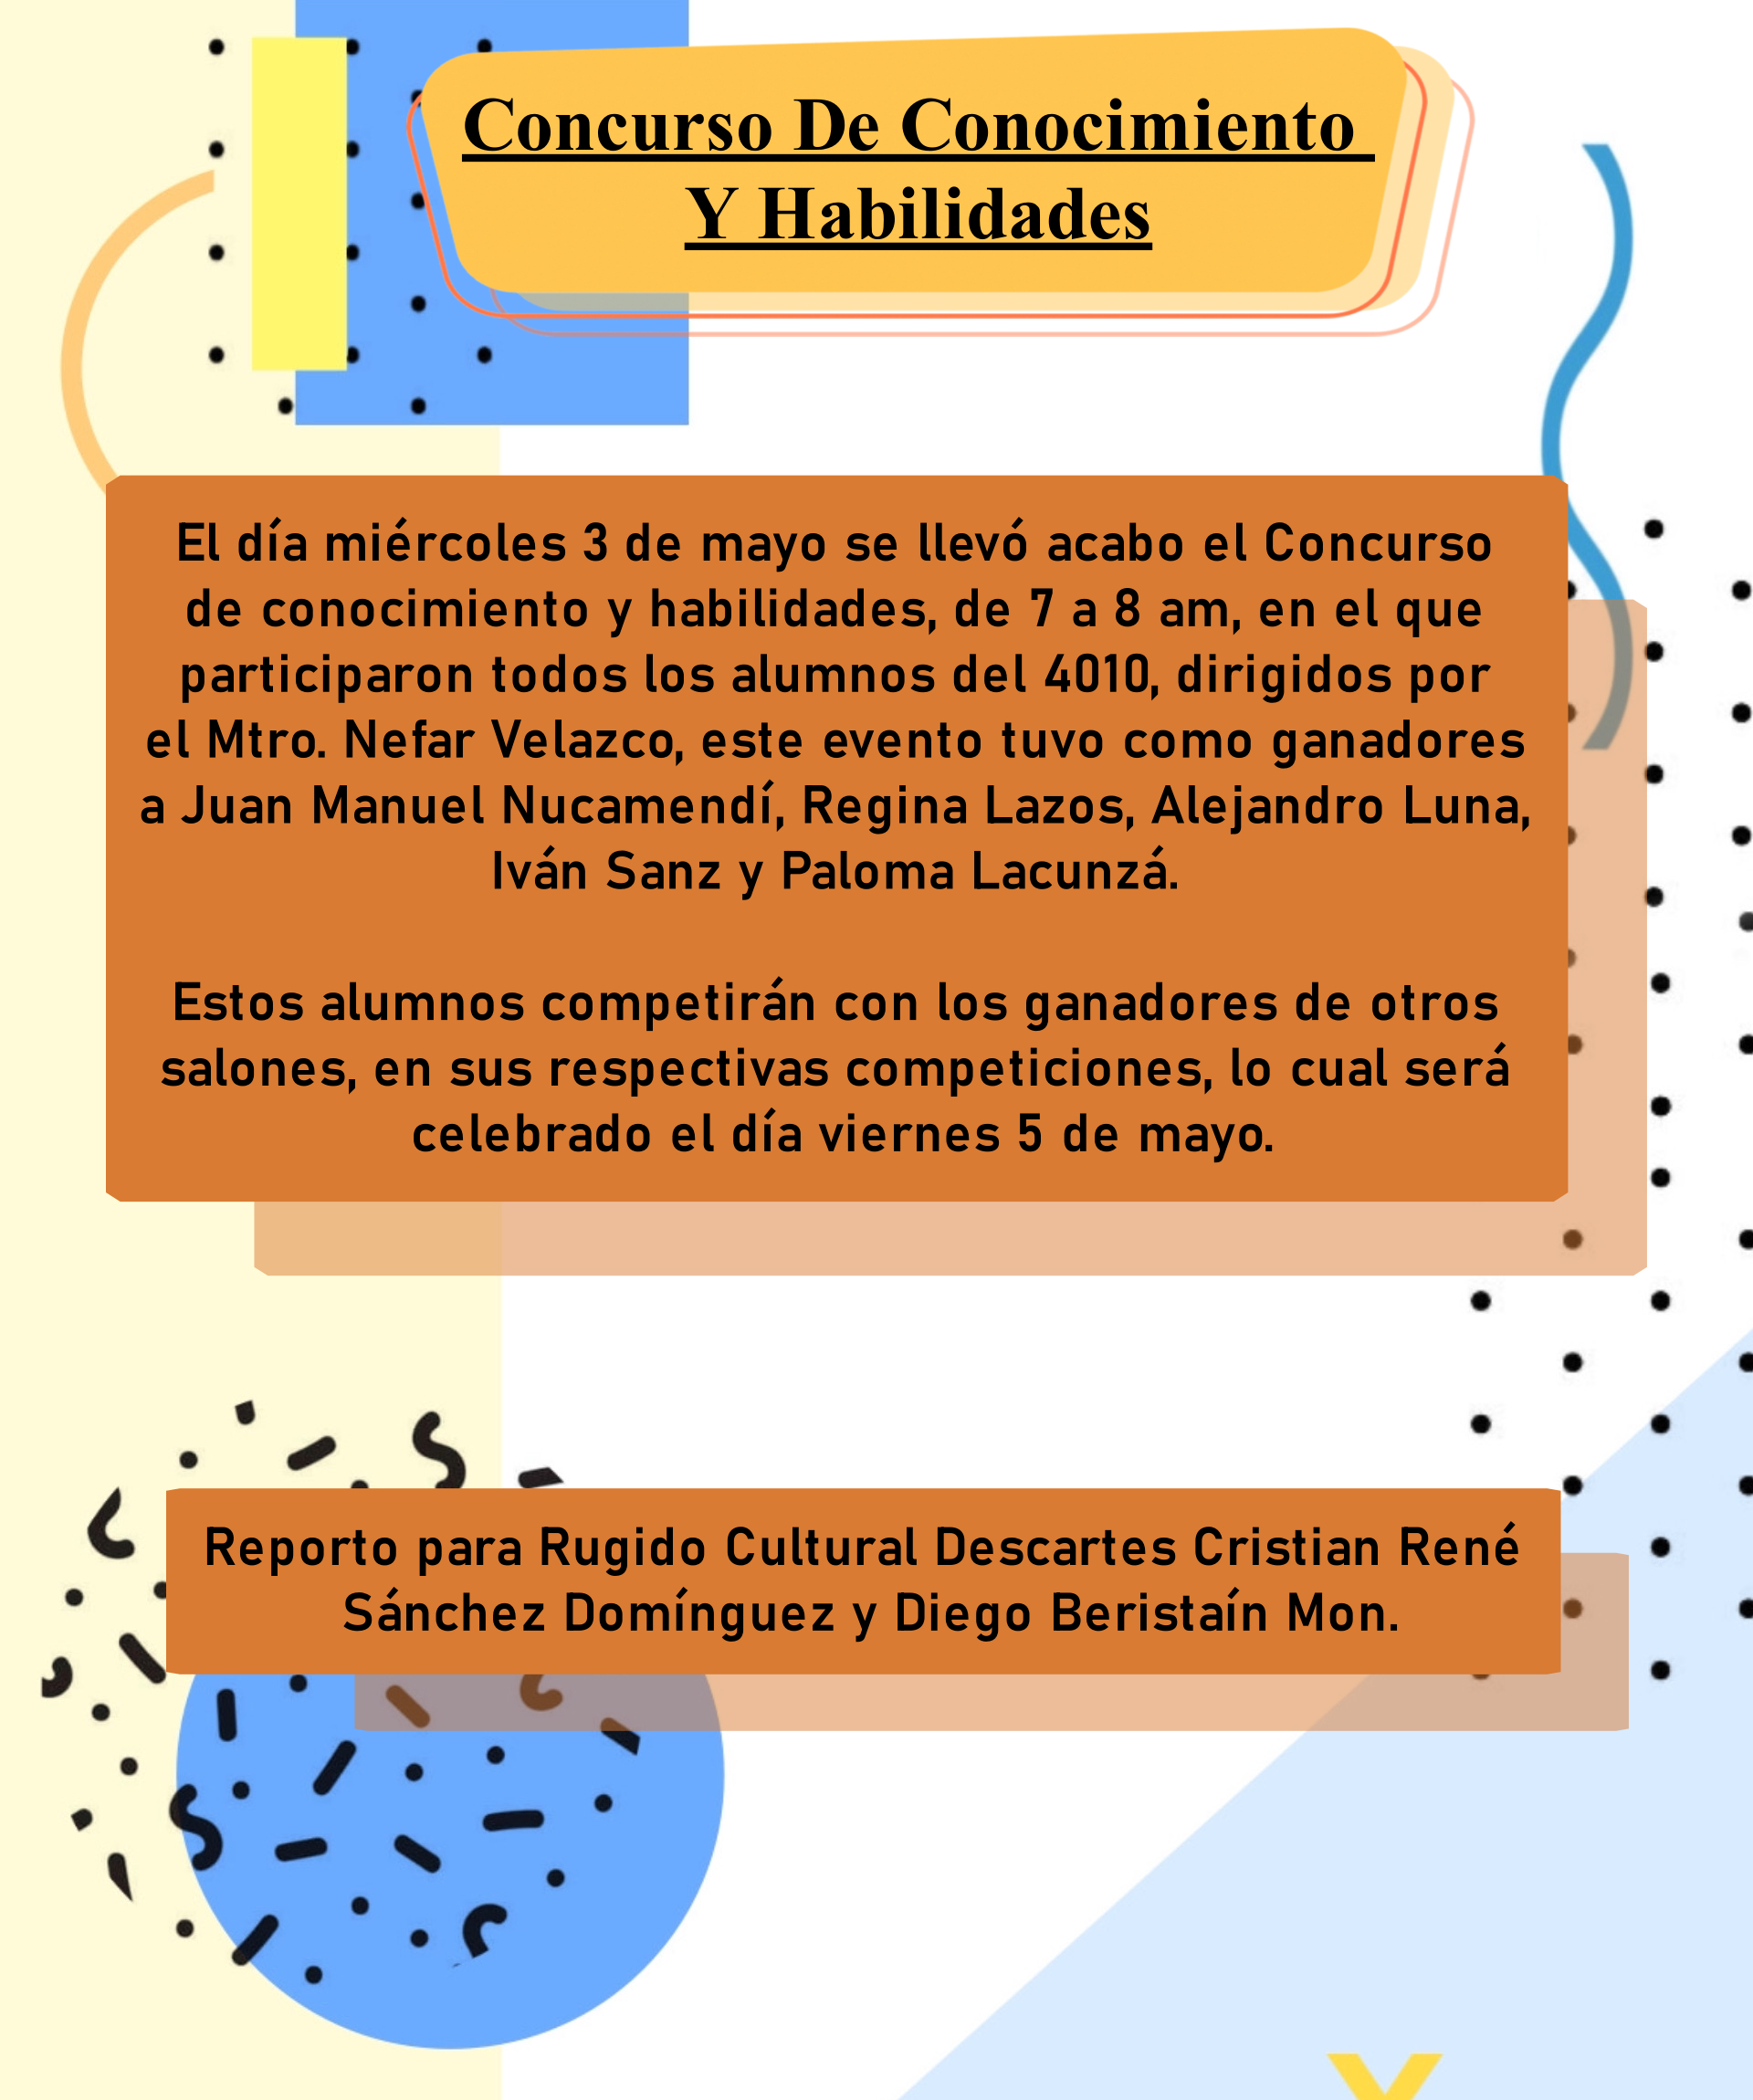 Concurso De Conocimiento
Y Habilidades
El día miércoles 3 de mayo se llevó acabo el Concurso
de conocimiento y habilidades, de 7 a 8 am, en el que
participaron todos los alumnos del 4010, dirigidos por
el Mtro. Nefar Velazco, este evento tuvo como ganadores
a Juan Manuel Nucamendí, Regina Lazos, Alejandro Luna,
Iván Sanz y Paloma Lacunzá.
Estos alumnos competirán con los ganadores de otros
salones, en sus respectivas competiciones, lo cual será
celebrado el día viernes 5 de mayo.
Reporto para Rugido Cultural Descartes Cristian René
Sánchez Domínguez y Diego Beristaín Mon.